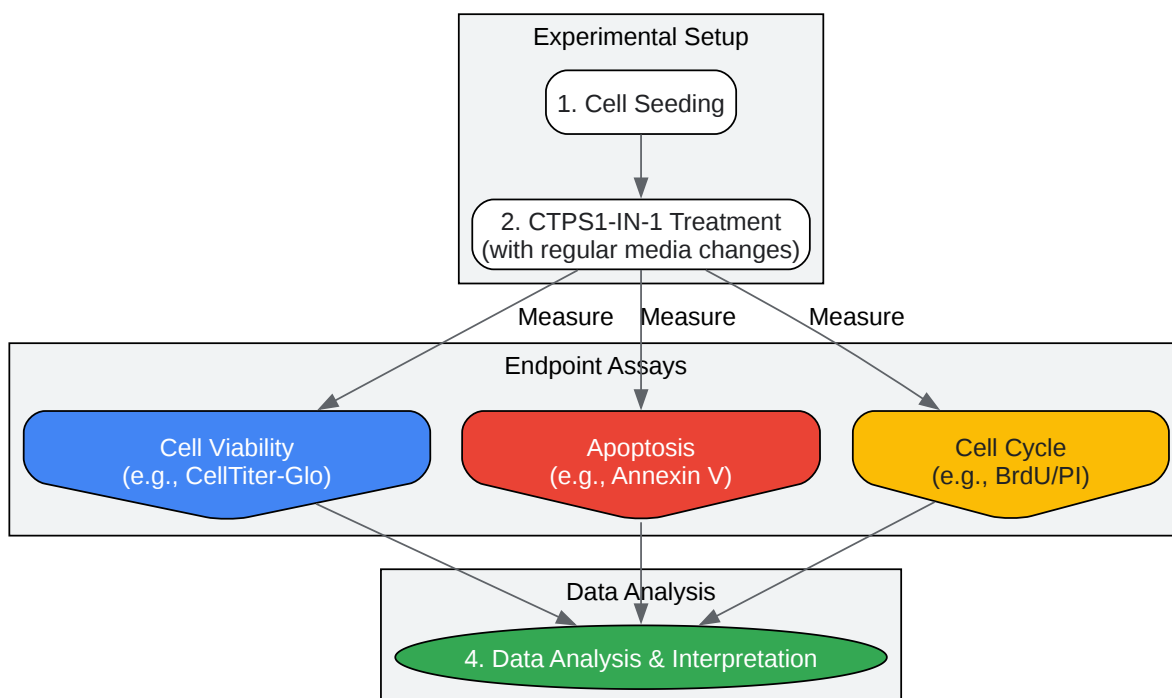 Experimental Setup
1. Cell Seeding
2. CTPS1-IN-1 Treatment
(with regular media changes)
Measure
Measure
Measure
Endpoint Assays
Cell Viability
(e.g., CellTiter-Glo)
Apoptosis
(e.g., Annexin V)
Cell Cycle
(e.g., BrdU/PI)
Data Analysis
4. Data Analysis & Interpretation